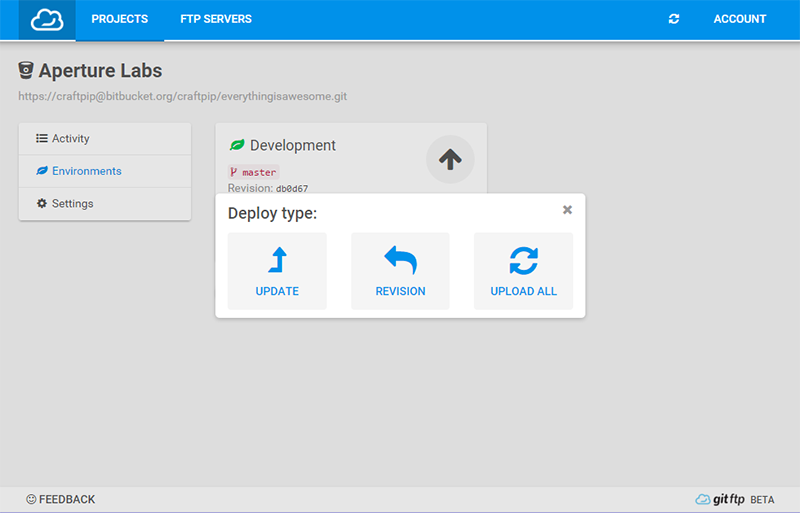 PROJECTS FTP SERVERS ACCOUNT
Aperture Labs
https://craftpip@bitbucket.org/craftpip/everythingisawesome.git
Activity
Environments
Settings
Development
master
Revision: db0d67
Deploy type:
UPDATE REVISION UPLOAD ALL
FEEDBACK
gitftp BETA